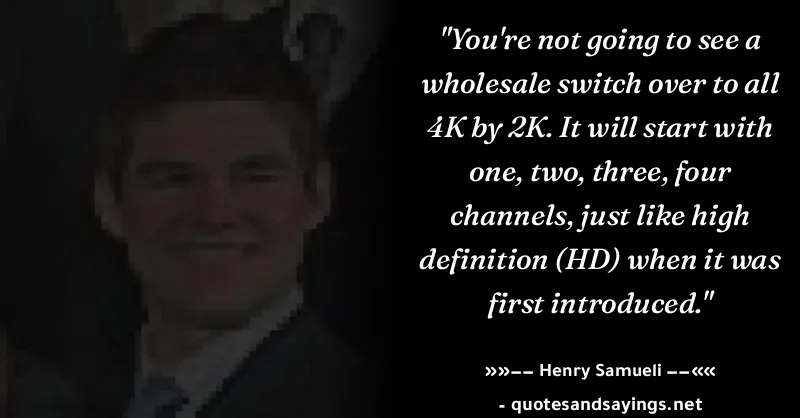 "You're not going to see a
wholesale switch over to all
4K by 2K. It will start with
one, two, three, four
channels, just like high
definition (HD) when it was
first introduced."
»»–– Henry Samueli ––««
- quotesandsayings.net